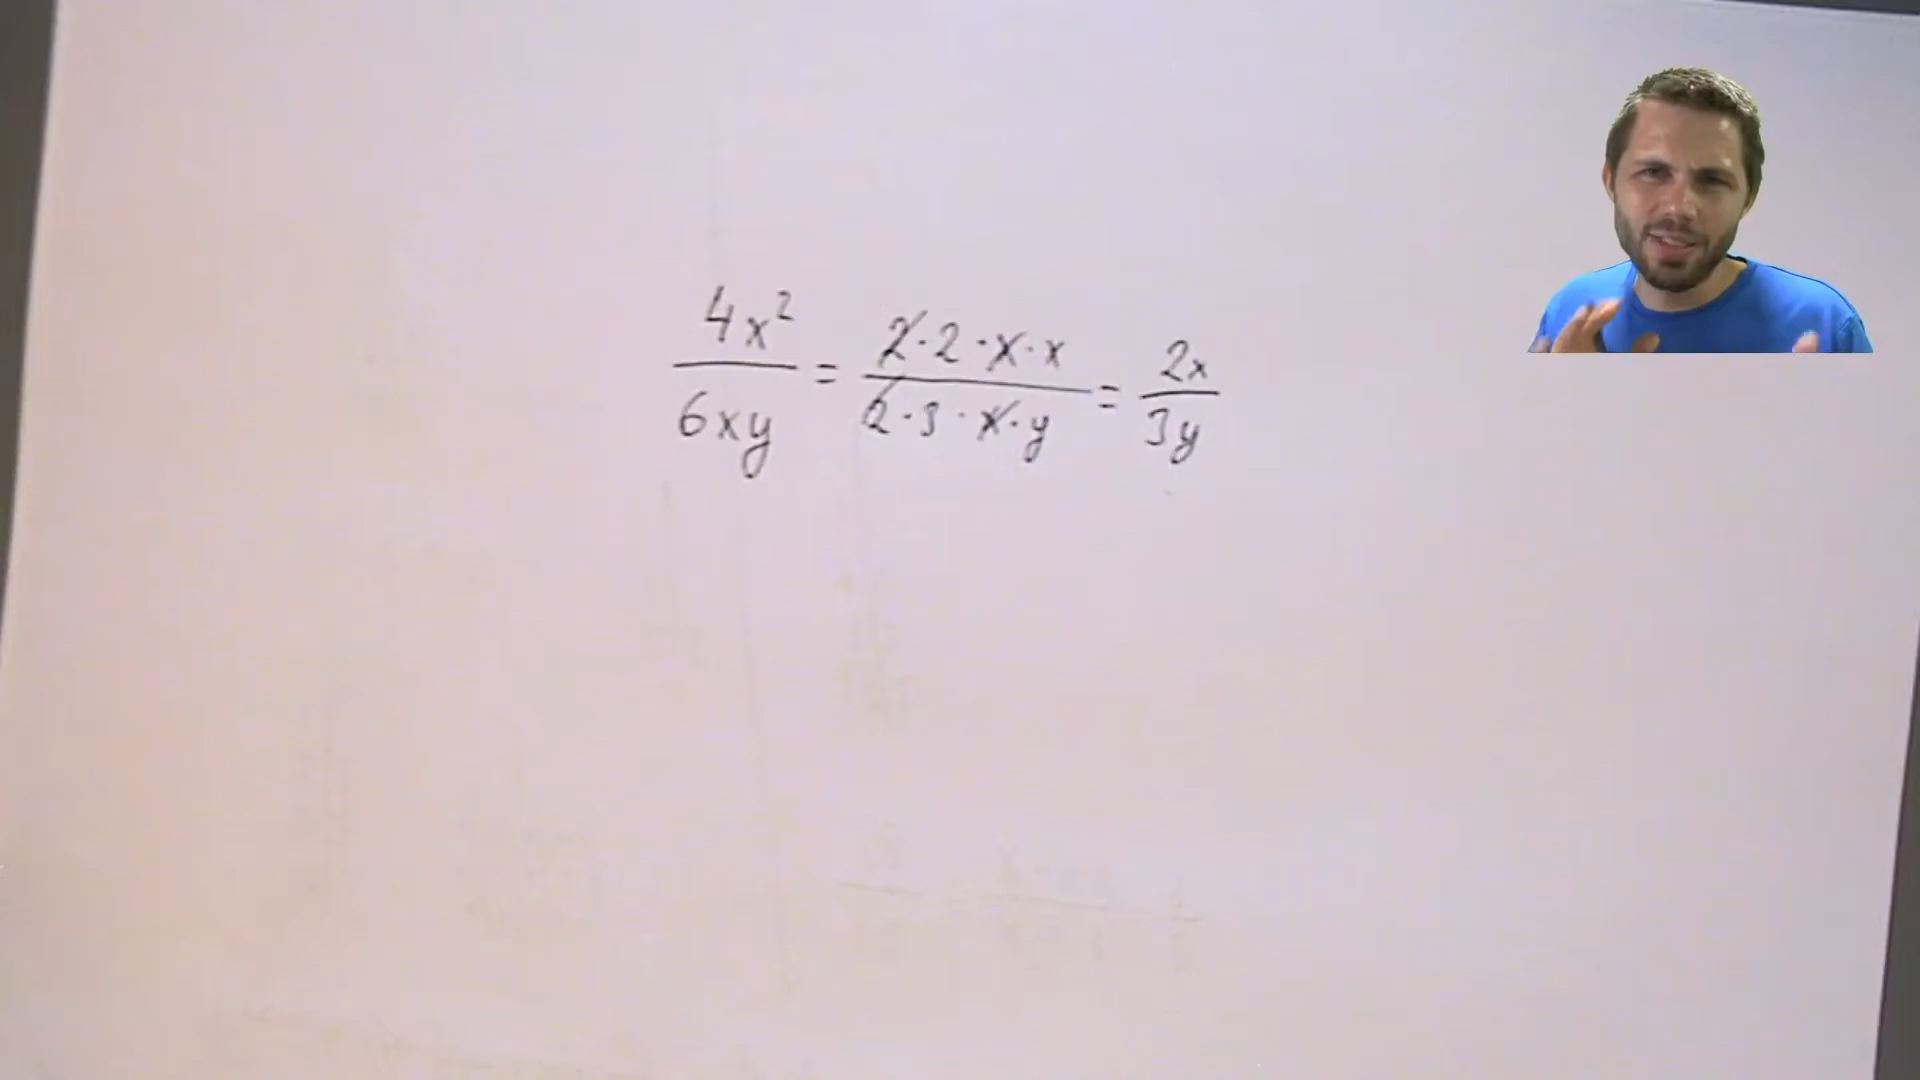 4x² / 6xy = 2·2·x·x / 2·3·x·y = 2x / 3y